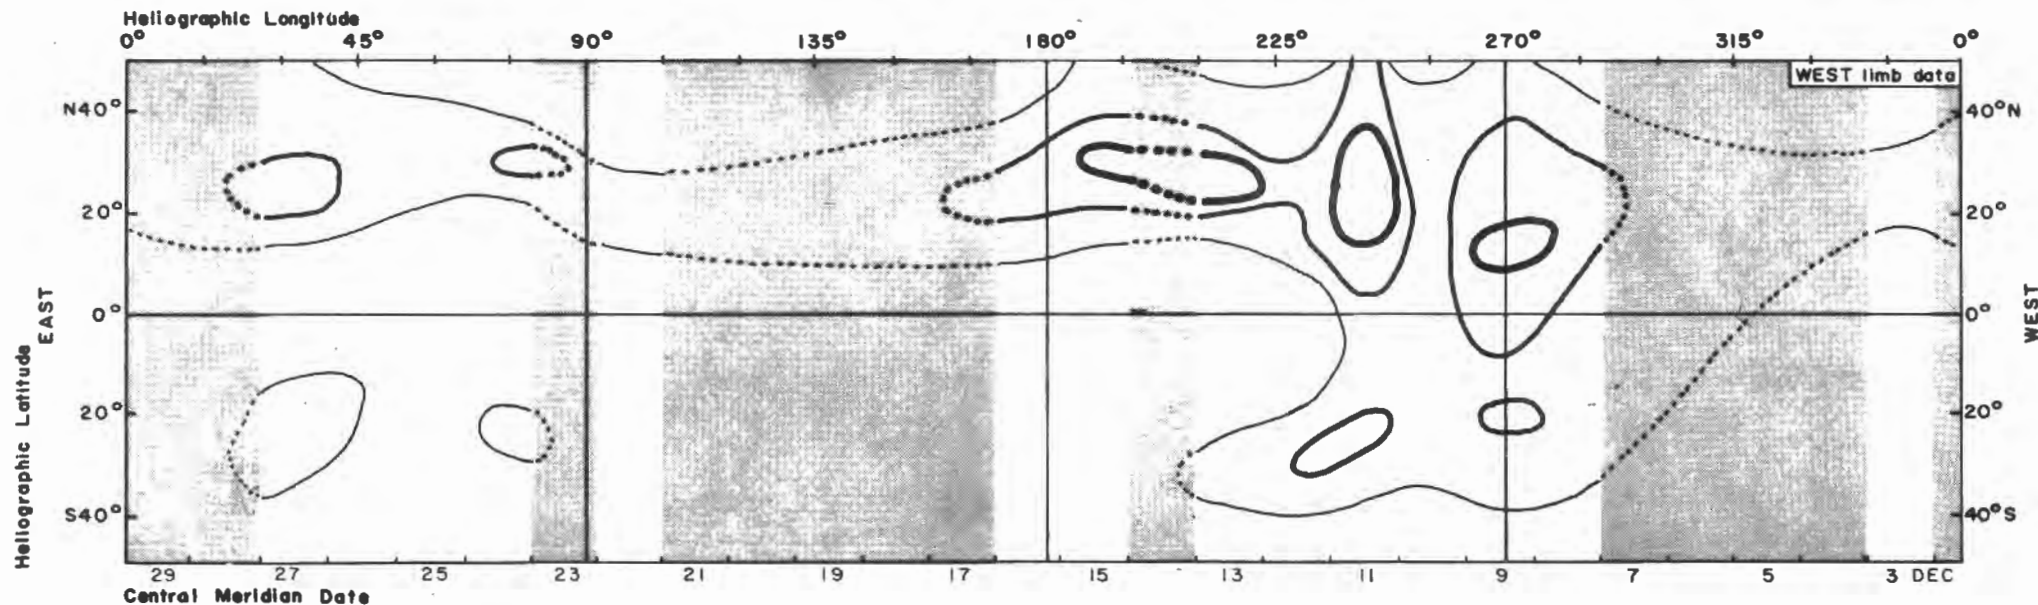 Heliographic Longitude
0° 45° 90° 135° 180° 225° 270° 315° 0°
WEST limb data
N40° 40°N
20° 20°
0° 0°
EAST WEST
20° 20°
S40° 40°S
Heliographic Latitude
29 27 25 23 21 19 17 15 13 11 9 7 5 3 DEC
Central Meridian Date